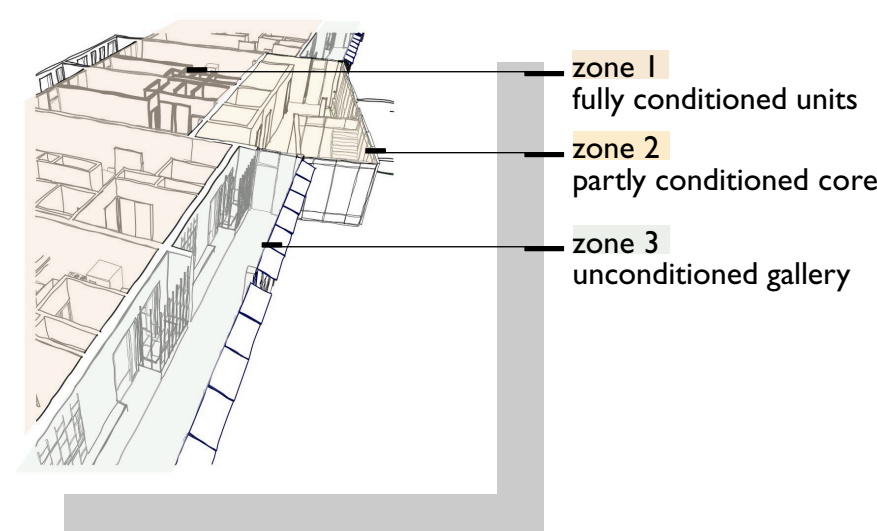 zone 1
fully conditioned units
zone 2
partly conditioned core
zone 3
unconditioned gallery